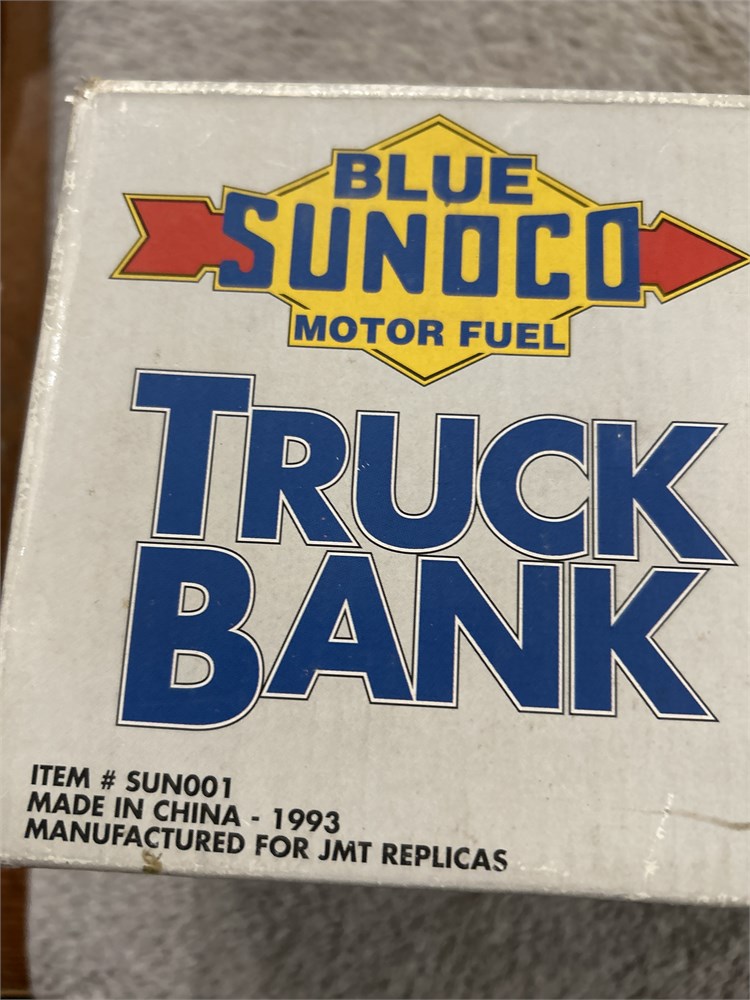 BLUE
SUNOCO
MOTOR FUEL
TRUCK
BANK
ITEM # SUN001
MADE IN CHINA - 1993
MANUFACTURED FOR JMT REPLICAS